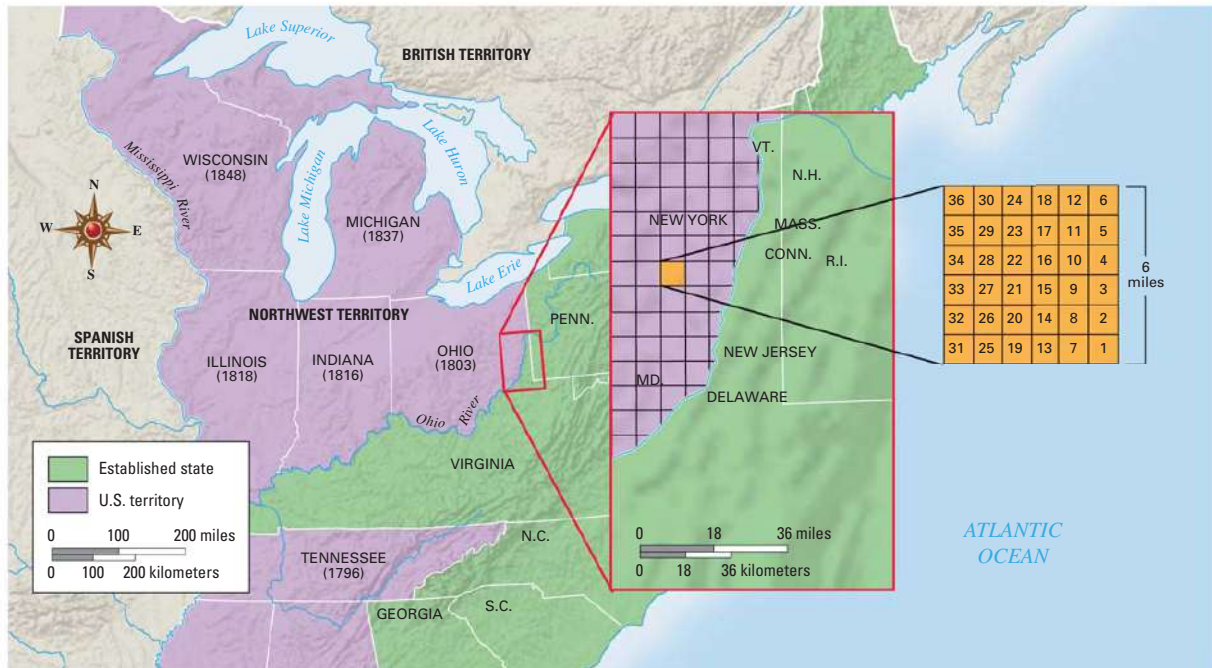 Lake Superior
BRITISH TERRITORY
WISCONSIN
(1848)
Mississippi
River
Lake Michigan
Lake Huron
MICHIGAN
(1837)
Lake Erie
N
W
E
S
NORTHWEST TERRITORY
SPANISH
TERRITORY
ILLINOIS
(1818)
INDIANA
(1816)
OHIO
(1803)
PENN.
Ohio
River
VIRGINIA
TENNESSEE
(1796)
N.C.
S.C.
GEORGIA
VT.
N.H.
NEW YORK
MASS.
CONN.
R.I.
NEW JERSEY
MD.
DELAWARE
0 18 36 miles
0 18 36 kilometers
36 30 24 18 12 6
35 29 23 17 11 5
34 28 22 16 10 4
33 27 21 15 9 3
32 26 20 14 8 2
31 25 19 13 7 1
6
miles
ATLANTIC
OCEAN
Established state
U.S. territory
0 100 200 miles
0 100 200 kilometers